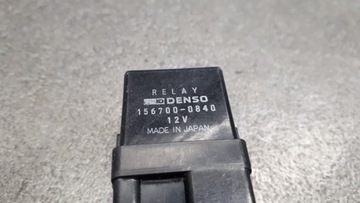 RELAY
DENSO
156700-0840
12V
MADE IN JAPAN